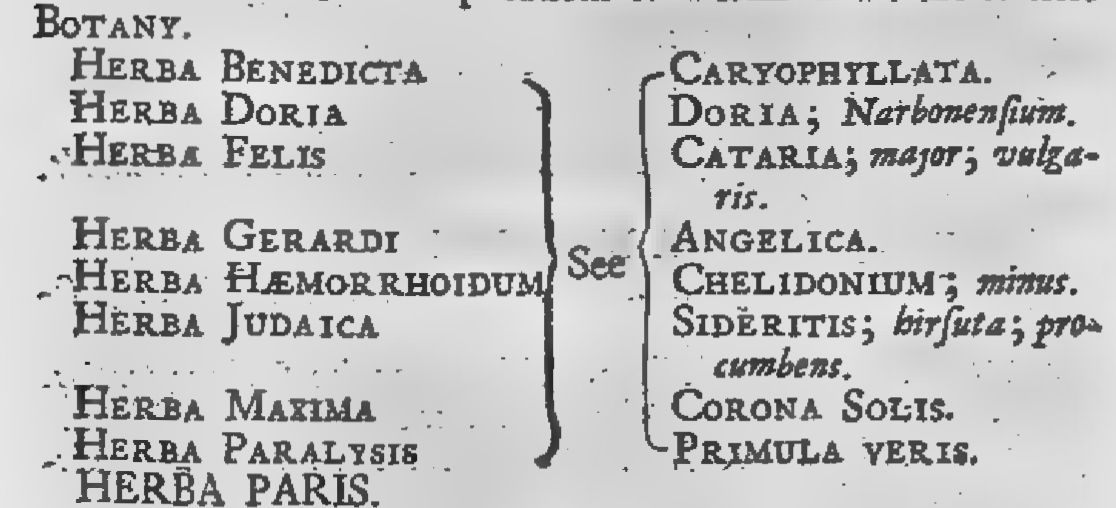 BOTANY.
HERBA BENEDICTA
HERBA DORIA
HERBA FELIS
HERBA GERARDI
HERBA HÆMORRHOIDUM
HERBA JUDAICA
HERBA MAXIMA
HERBA PARALYSIS
See
CARYOPHYLLATA.
DORIA; Narbonenſium.
CATARIA; major; vulga-
ris.
ANGELICA.
CHELIDONIUM; minus.
SIDERITIS; hirſuta; pro-
cumbens.
CORONA SOLIS.
PRIMULA VERIS.
HERBA PARIS.